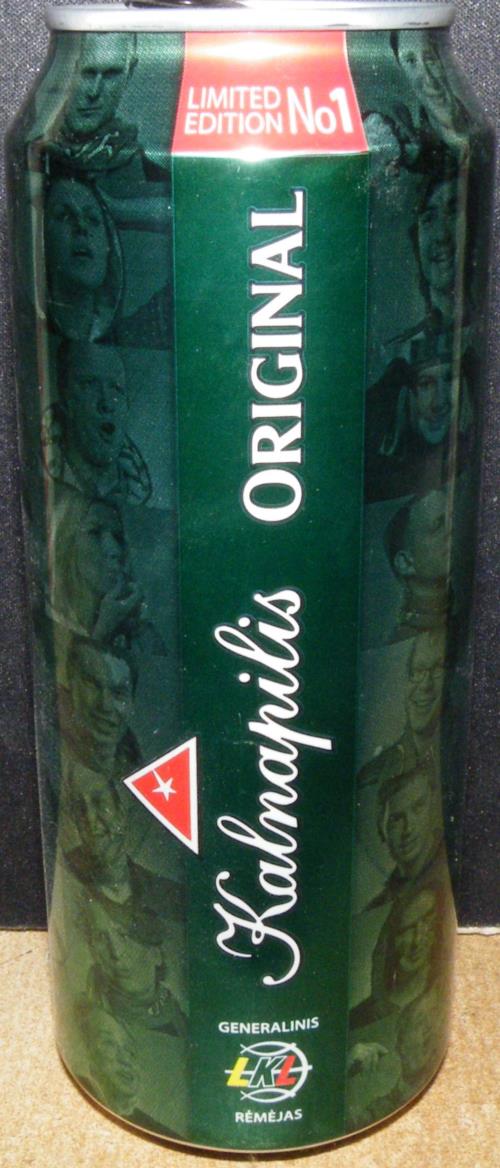 LIMITED
EDITION No1
Kalnapilis ORIGINAL
GENERALINIS
LKL
RĖMĖJAS